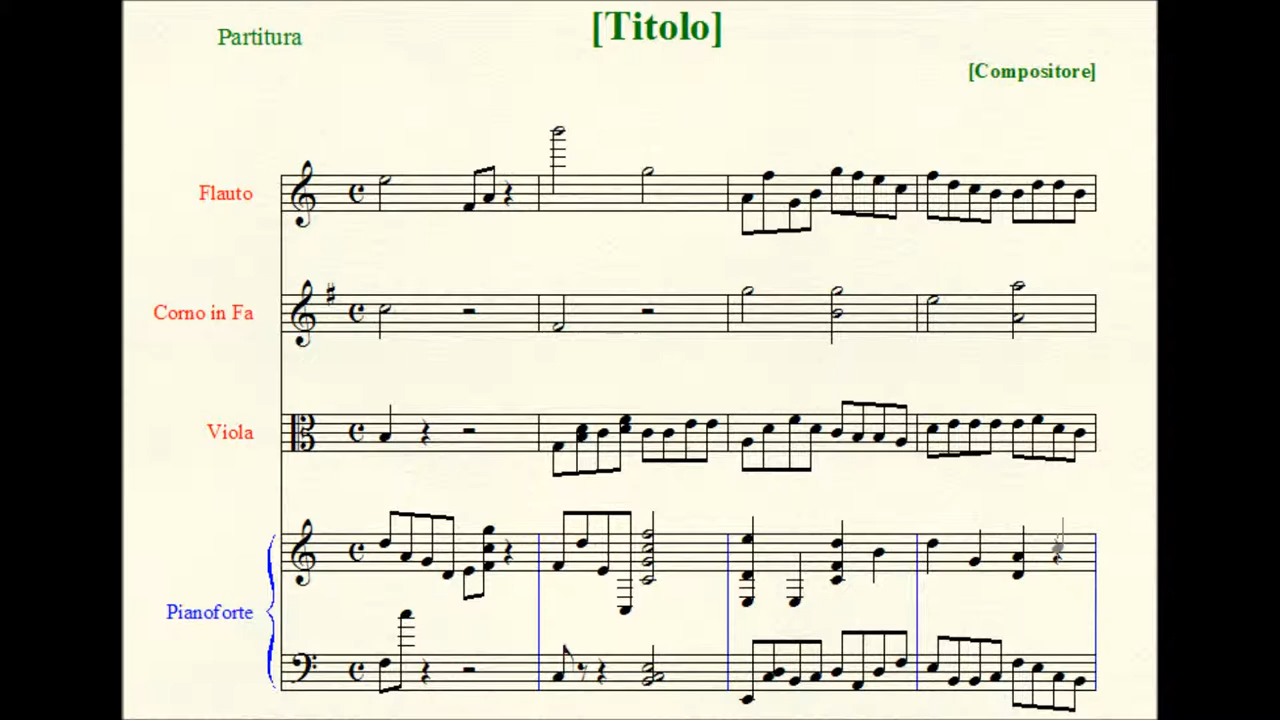 [Titolo]
Partitura
[Compositore]
Flauto
Corno in Fa
Viola
Pianoforte